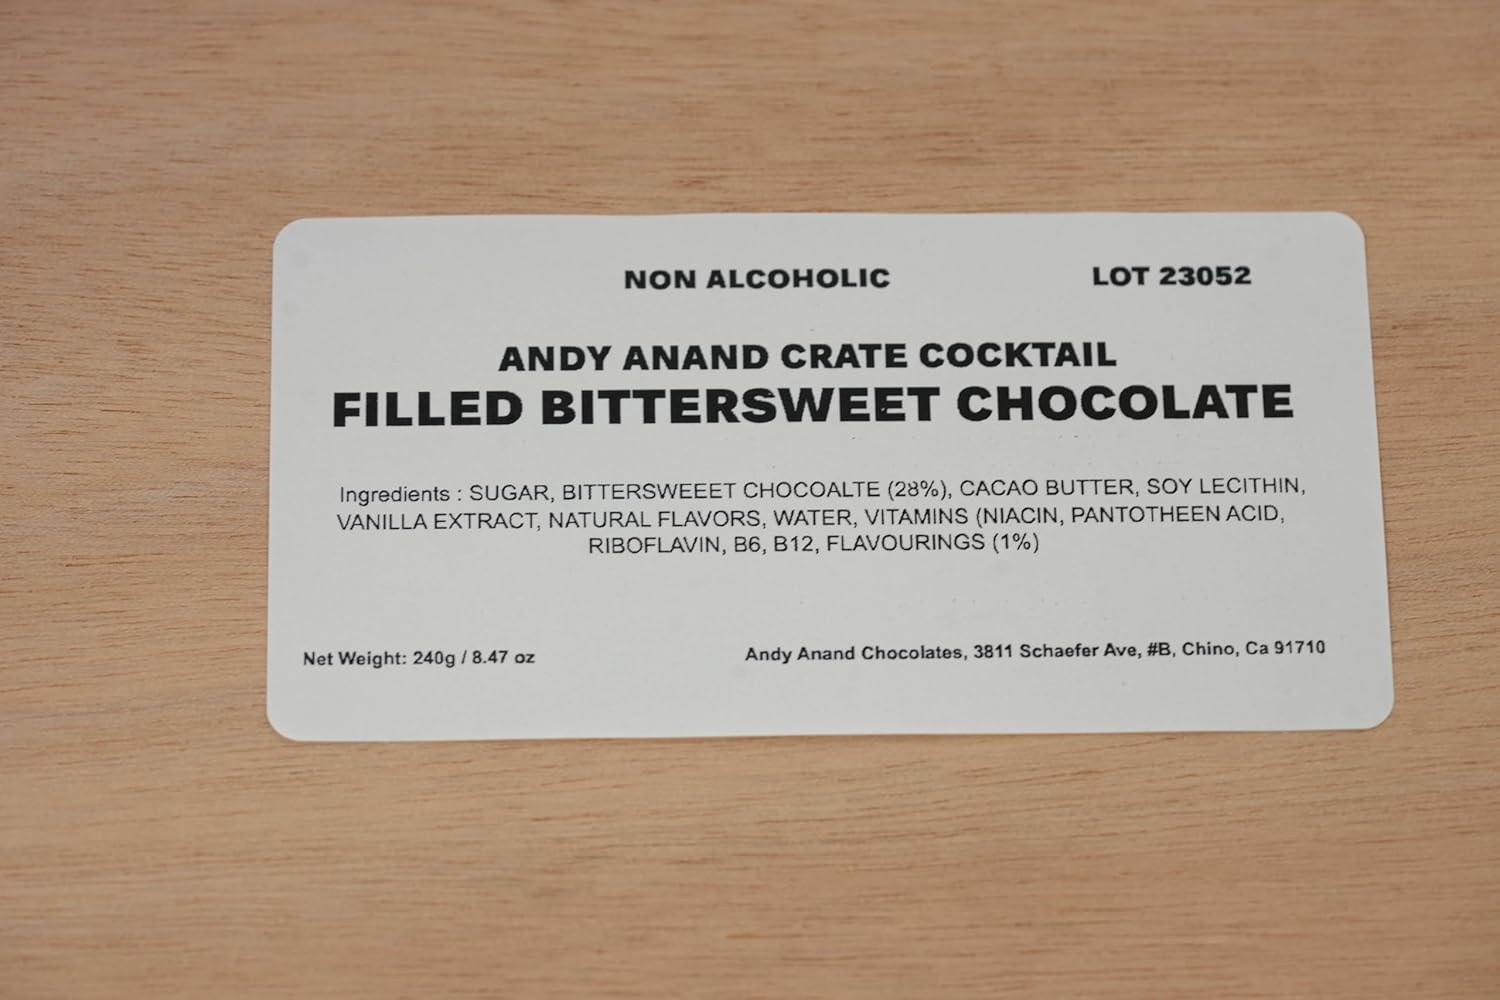 NON ALCOHOLIC
LOT 23052
ANDY ANAND CRATE COCKTAIL
FILLED BITTERSWEET CHOCOLATE
Ingredients : SUGAR, BITTERSWEEET CHOCOALTE (28%), CACAO BUTTER, SOY LECITHIN,
VANILLA EXTRACT, NATURAL FLAVORS, WATER, VITAMINS (NIACIN, PANTOTHEEN ACID,
RIBOFLAVIN, B6, B12, FLAVOURINGS (1%)
Net Weight: 240g / 8.47 oz
Andy Anand Chocolates, 3811 Schaefer Ave, #B, Chino, Ca 91710